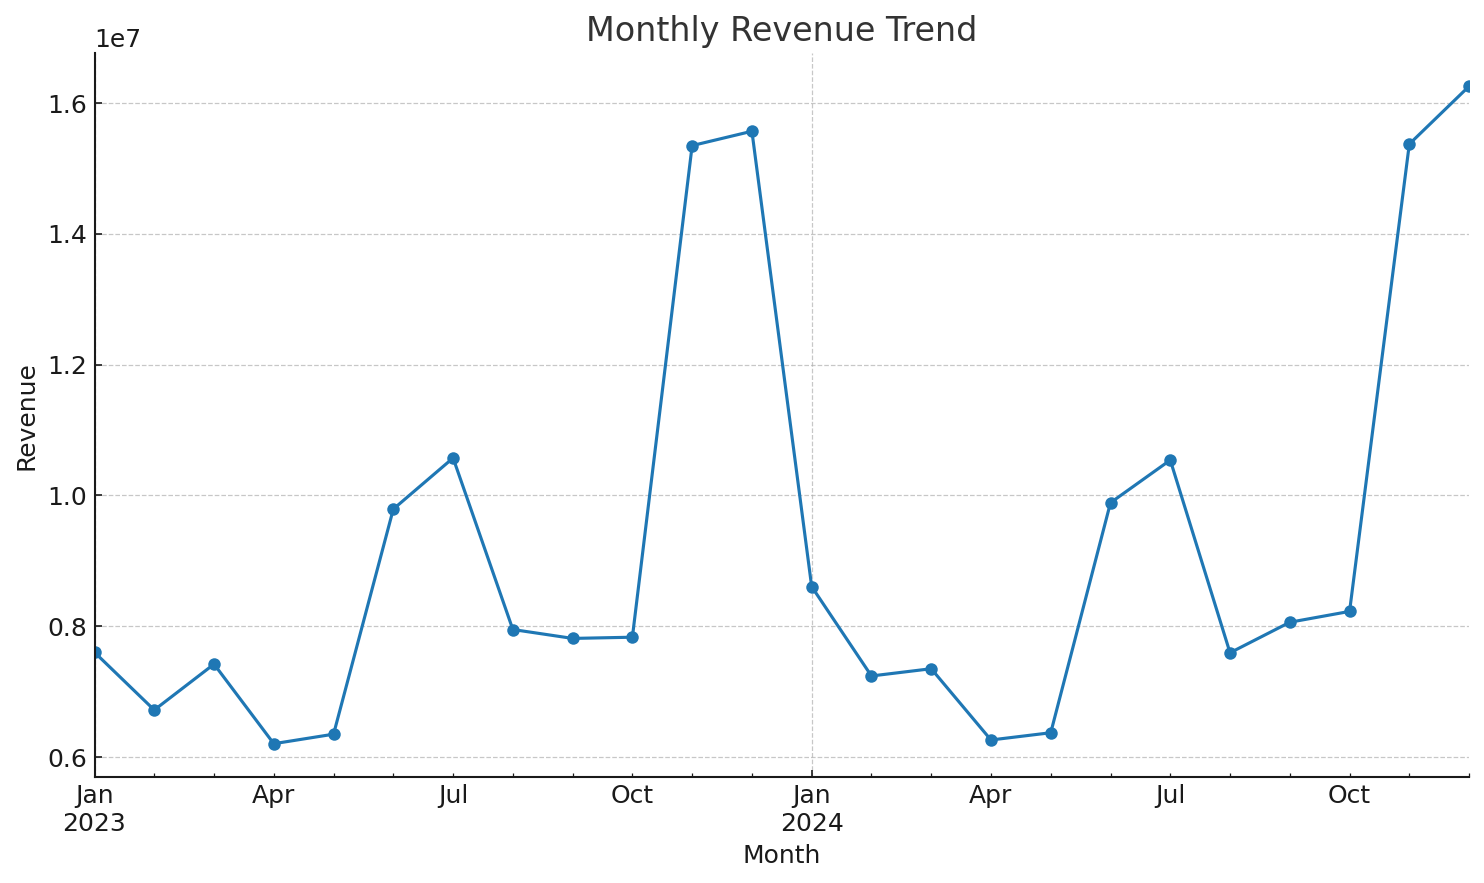 Monthly Revenue Trend
1e7
1.6
1.4
1.2
1.0
0.8
0.6
Revenue
Jan Apr Jul Oct Jan Apr Jul Oct
2023 2024
Month